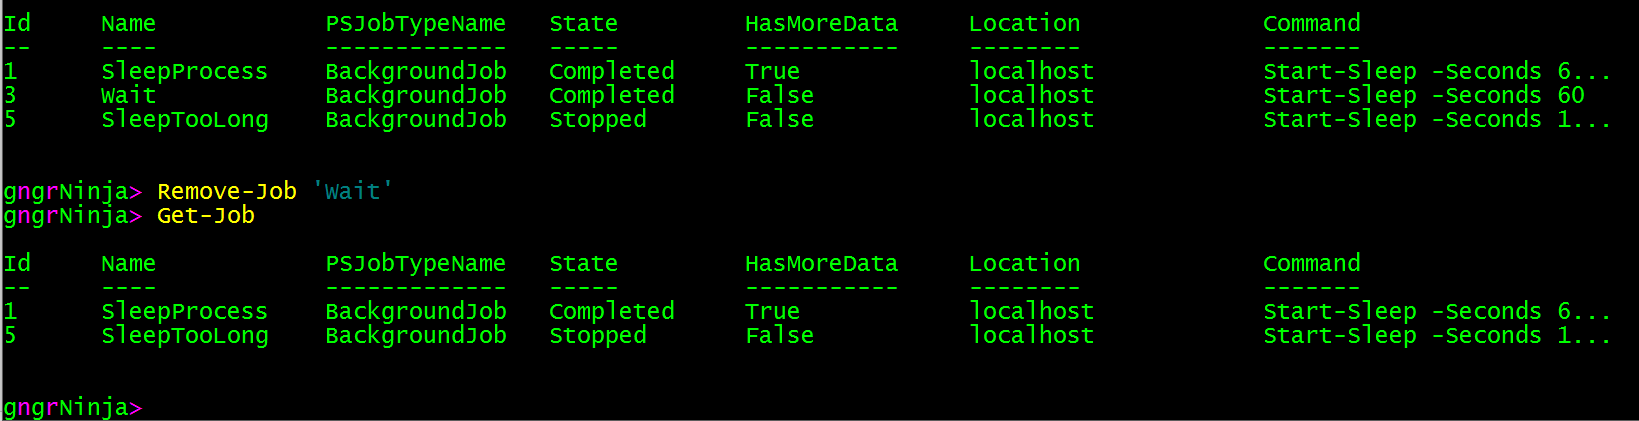 Id     Name            PSJobTypeName   State         HasMoreData     Location             Command
--     ----            -------------   -----         -----------     --------             -------
1      SleepProcess    BackgroundJob   Completed     True            localhost            Start-Sleep -Seconds 6...
3      Wait            BackgroundJob   Completed     False           localhost            Start-Sleep -Seconds 60
5      SleepTooLong    BackgroundJob   Stopped       False           localhost            Start-Sleep -Seconds 1...
gngrNinja> Remove-Job 'Wait'
gngrNinja> Get-Job
Id     Name            PSJobTypeName   State         HasMoreData     Location             Command
--     ----            -------------   -----         -----------     --------             -------
1      SleepProcess    BackgroundJob   Completed     True            localhost            Start-Sleep -Seconds 6...
5      SleepTooLong    BackgroundJob   Stopped       False           localhost            Start-Sleep -Seconds 1...
gngrNinja>